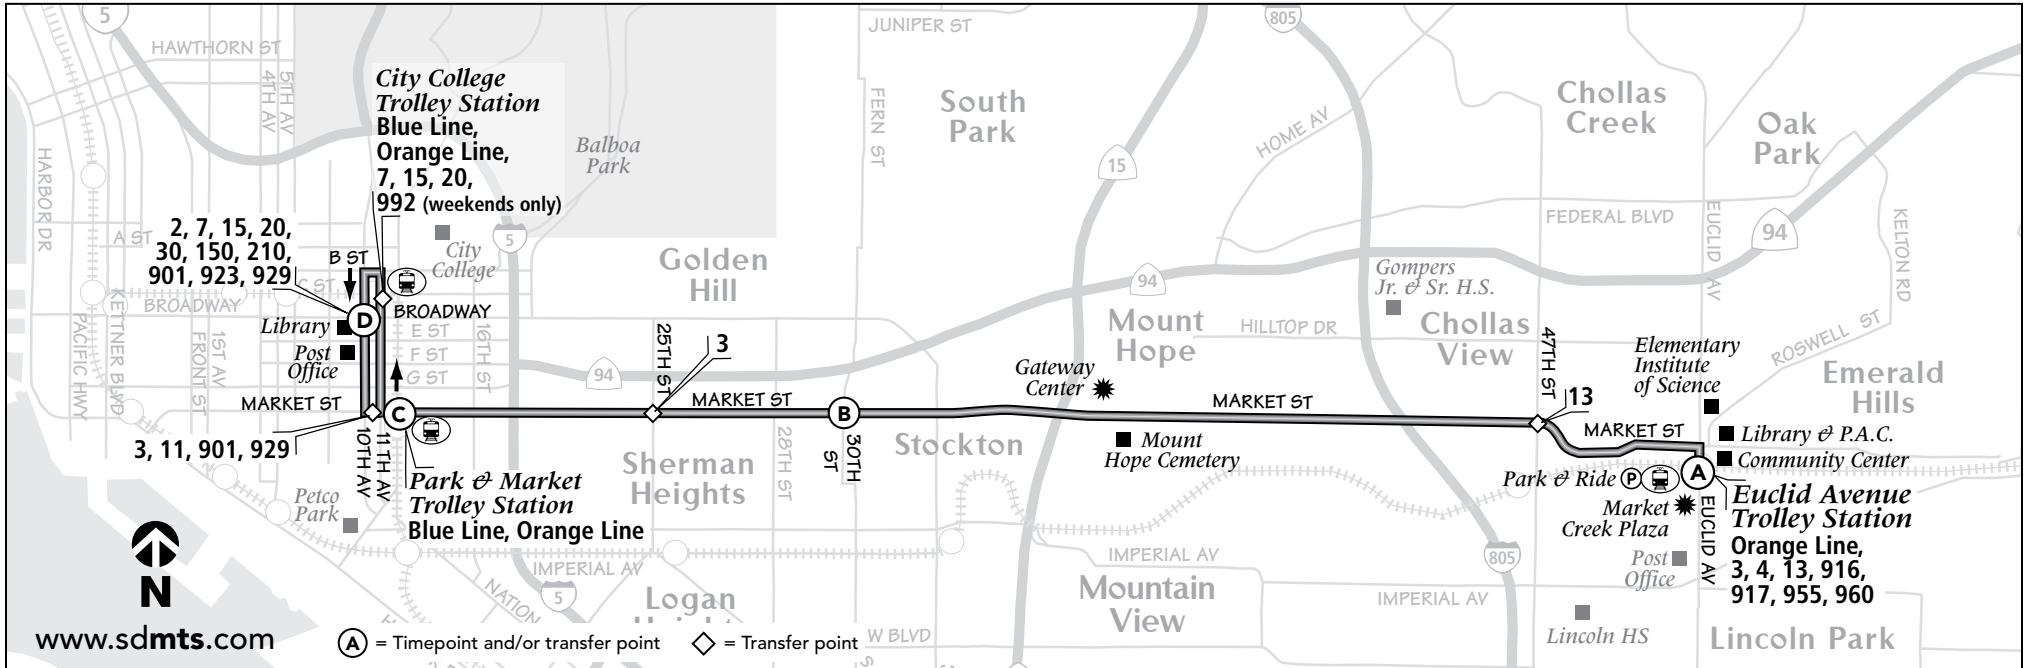 5
HAWTHORN ST
4TH AV
5TH AV
HARBOR DR
City College
Trolley Station
Blue Line,
Orange Line,
7, 15, 20,
992 (weekends only)
Balboa
Park
JUNIPER ST
FERN ST
South
Park
805
15
HOME AV
Chollas
Creek
Oak
Park
FEDERAL BLVD
EUCLID AV
94
KELTON RD
2, 7, 15, 20,
30, 150, 210,
901, 923, 929
A ST
B ST
C ST
City
College
5
Golden
Hill
94
Gompers
Jr. & Sr. H.S.
KETTNER BLVD
PACIFIC HWY
BROADWAY
1ST AV
FRONT ST
Library
D
BROADWAY
E ST
F ST
G ST
16TH ST
Post
Office
25TH ST
3
94
Mount
Hope
HILLTOP DR
Chollas
View
47TH ST
Elementary
Institute
of Science
ROSWELL ST
Emerald
Hills
Gateway
Center
MARKET ST
C
MARKET ST
B
MARKET ST
13
MARKET ST
3, 11, 901, 929
10TH AV
11TH AV
28TH ST
30TH
ST
Stockton
Mount
Hope Cemetery
Library & P.A.C.
Community Center
Sherman
Heights
Park & Market
Trolley Station
Blue Line, Orange Line
Petco
Park
Park & Ride
P
A
Market
Creek Plaza
EUCLID AV
Euclid Avenue
Trolley Station
Orange Line,
3, 4, 13, 916,
917, 955, 960
Post
Office
IMPERIAL AV
IMPERIAL AV
805
IMPERIAL AV
NATION
5
Logan
Heights
Mountain
View
Lincoln HS
Lincoln Park
W BLVD
N
www.sdmts.com
A = Timepoint and/or transfer point
= Transfer point